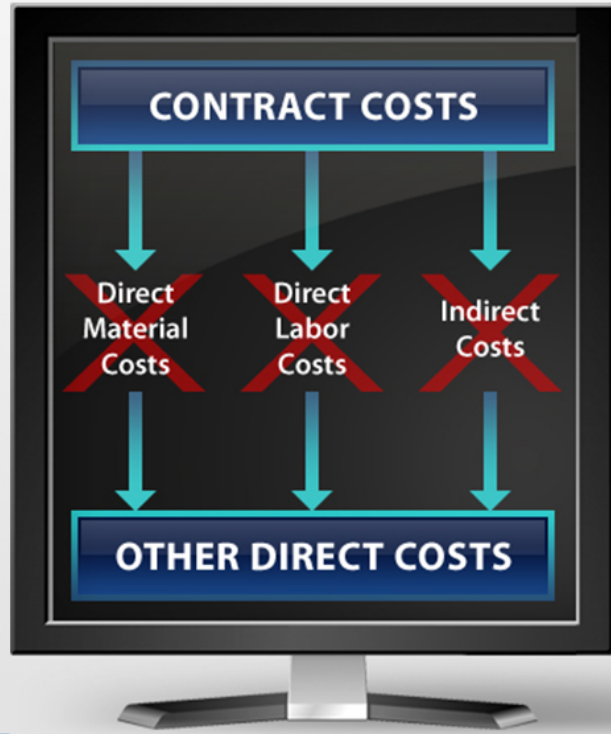 CONTRACT COSTS
Direct
Material
Costs
Direct
Labor
Costs
Indirect
Costs
OTHER DIRECT COSTS